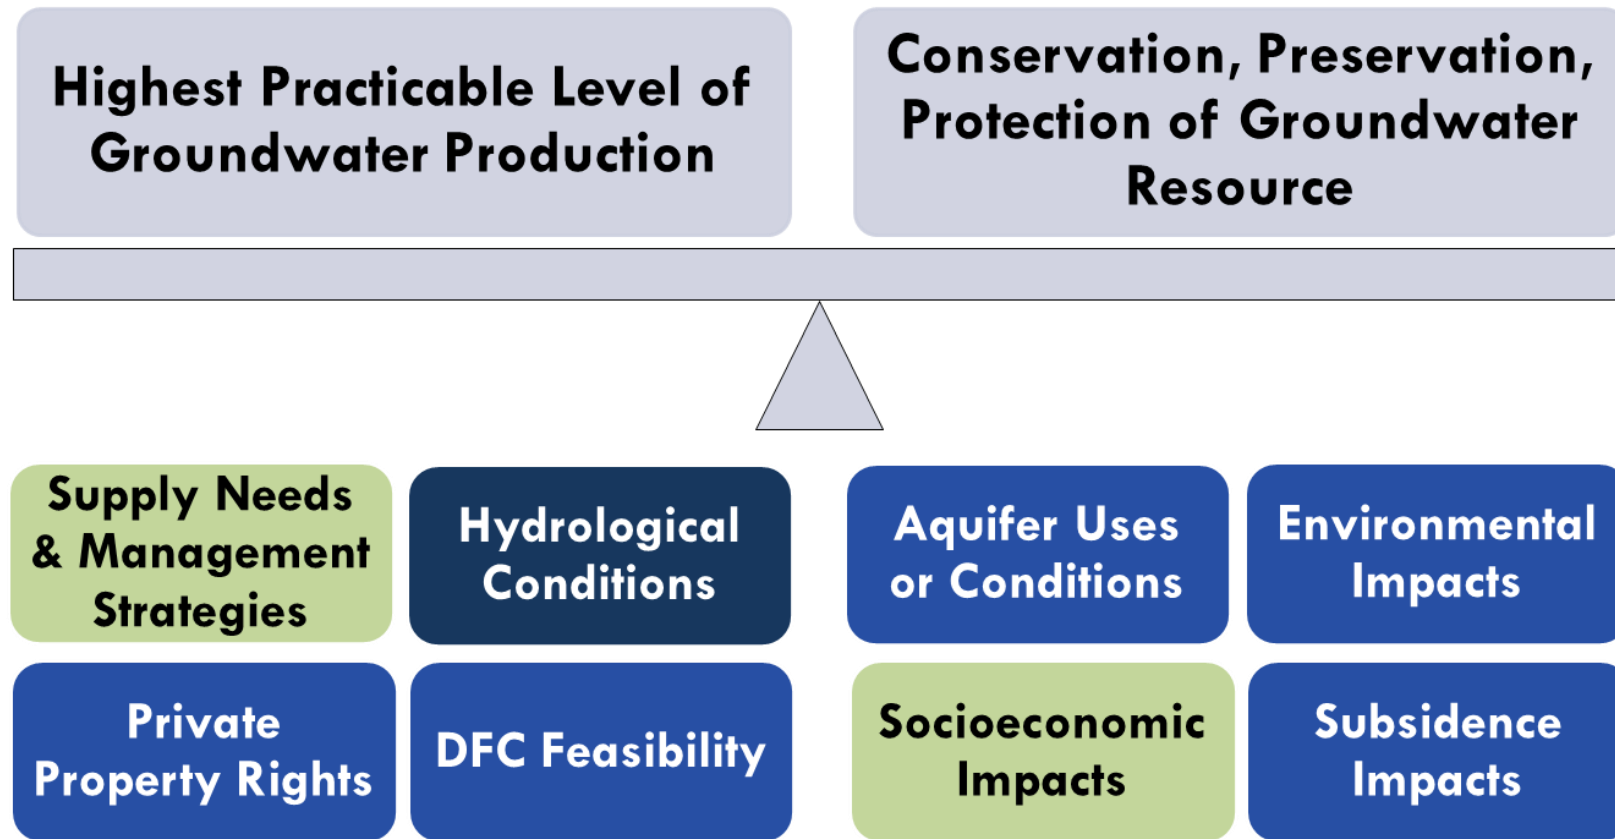 Highest Practicable Level of
Groundwater Production
Conservation, Preservation,
Protection of Groundwater
Resource
Supply Needs
& Management
Strategies
Hydrological
Conditions
Aquifer Uses
or Conditions
Environmental
Impacts
Private
Property Rights
DFC Feasibility
Socioeconomic
Impacts
Subsidence
Impacts